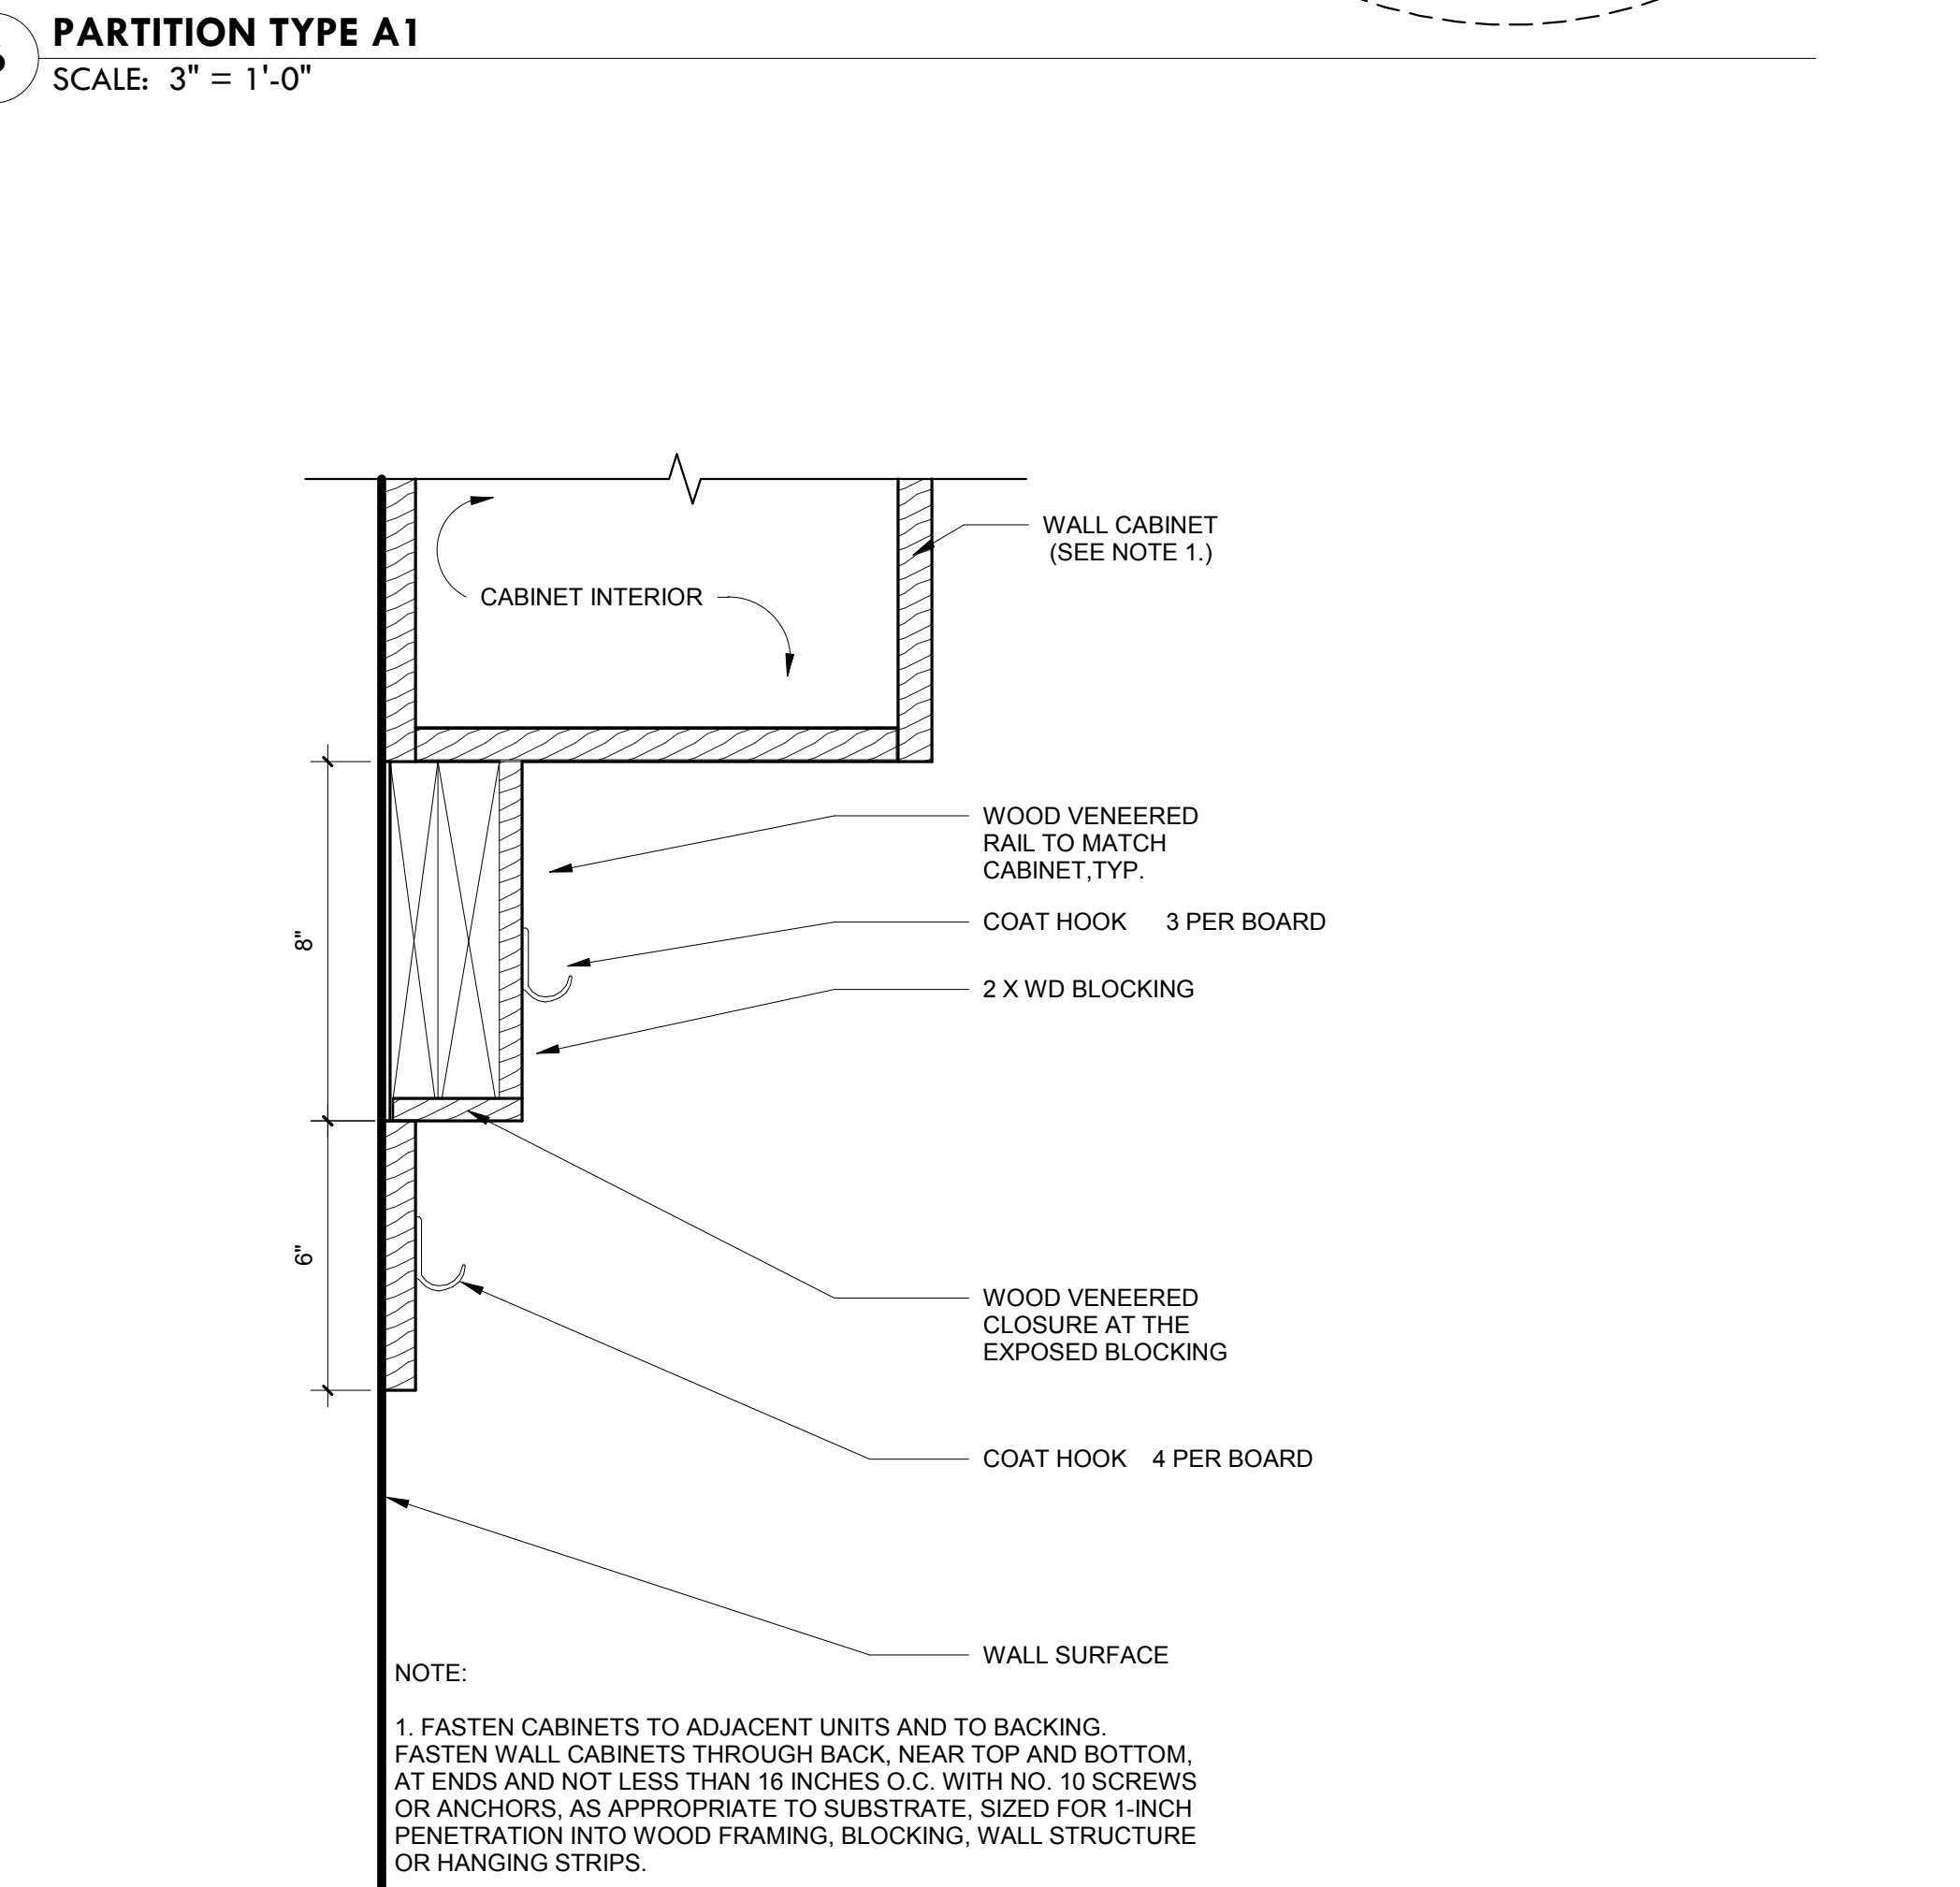 PARTITION TYPE A1
SCALE: 3" = 1'-0"
WALL CABINET
(SEE NOTE 1.)
CABINET INTERIOR
WOOD VENEERED
RAIL TO MATCH
CABINET,TYP.
COAT HOOK 3 PER BOARD
8"
2 X WD BLOCKING
6"
WOOD VENEERED
CLOSURE AT THE
EXPOSED BLOCKING
COAT HOOK 4 PER BOARD
WALL SURFACE
NOTE:
1. FASTEN CABINETS TO ADJACENT UNITS AND TO BACKING.
FASTEN WALL CABINETS THROUGH BACK, NEAR TOP AND BOTTOM,
AT ENDS AND NOT LESS THAN 16 INCHES O.C. WITH NO. 10 SCREWS
OR ANCHORS, AS APPROPRIATE TO SUBSTRATE, SIZED FOR 1-INCH
PENETRATION INTO WOOD FRAMING, BLOCKING, WALL STRUCTURE
OR HANGING STRIPS.